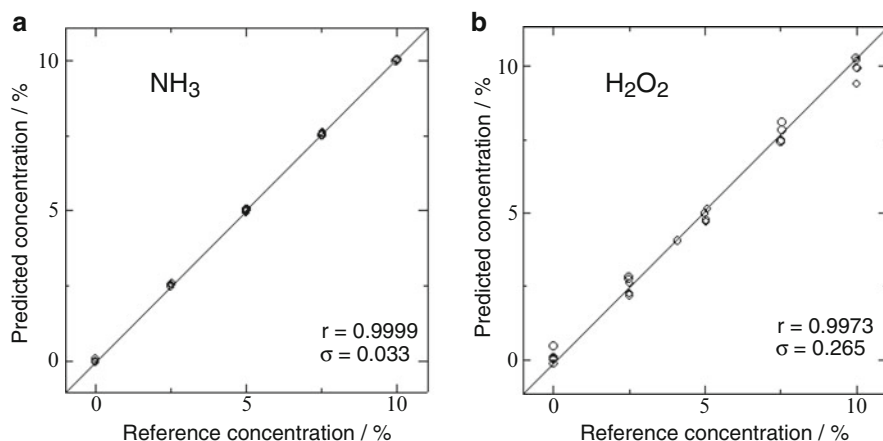 a
NH₃
Predicted concentration / %
10
5
0
r = 0.9999
σ = 0.033
0 5 10
Reference concentration / %
b
H₂O₂
Predicted concentration / %
10
5
0
r = 0.9973
σ = 0.265
0 5 10
Reference concentration / %